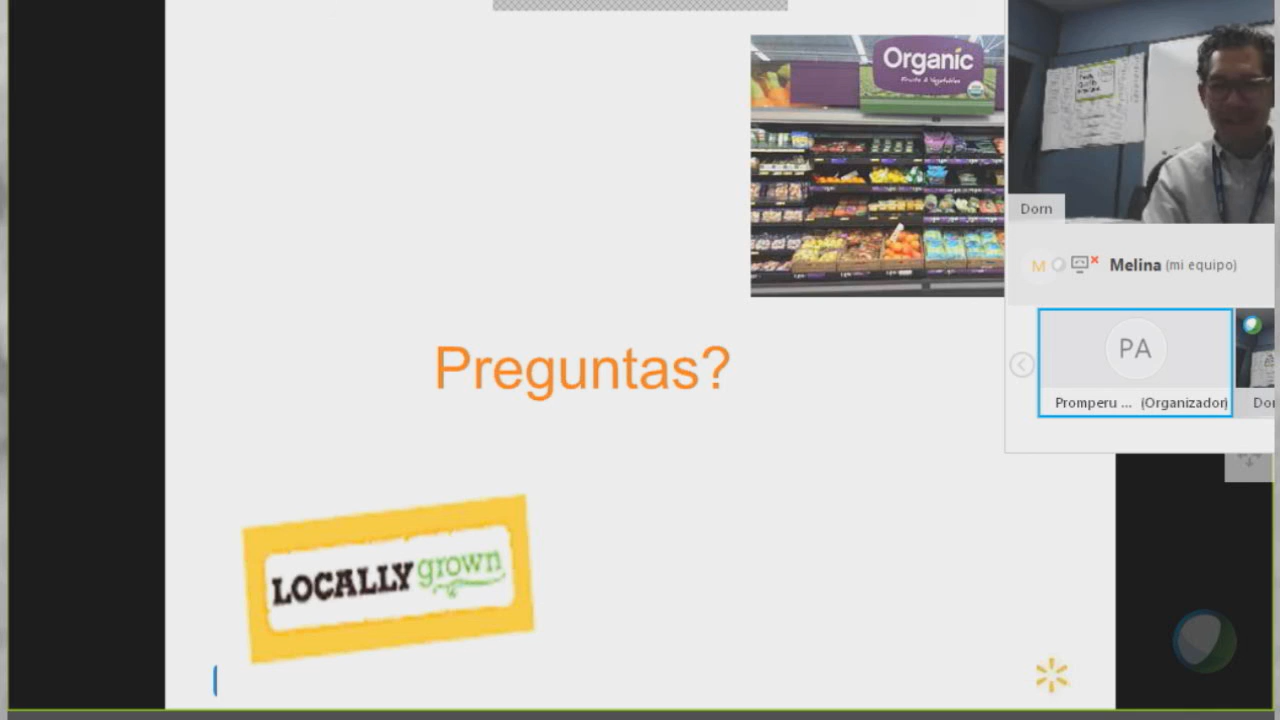 Organic
Fruits & Vegetables
Dorn
M
Melina (mi equipo)
PA
Promperu ... (Organizador)
Dor
Preguntas?
LOCALLY grown